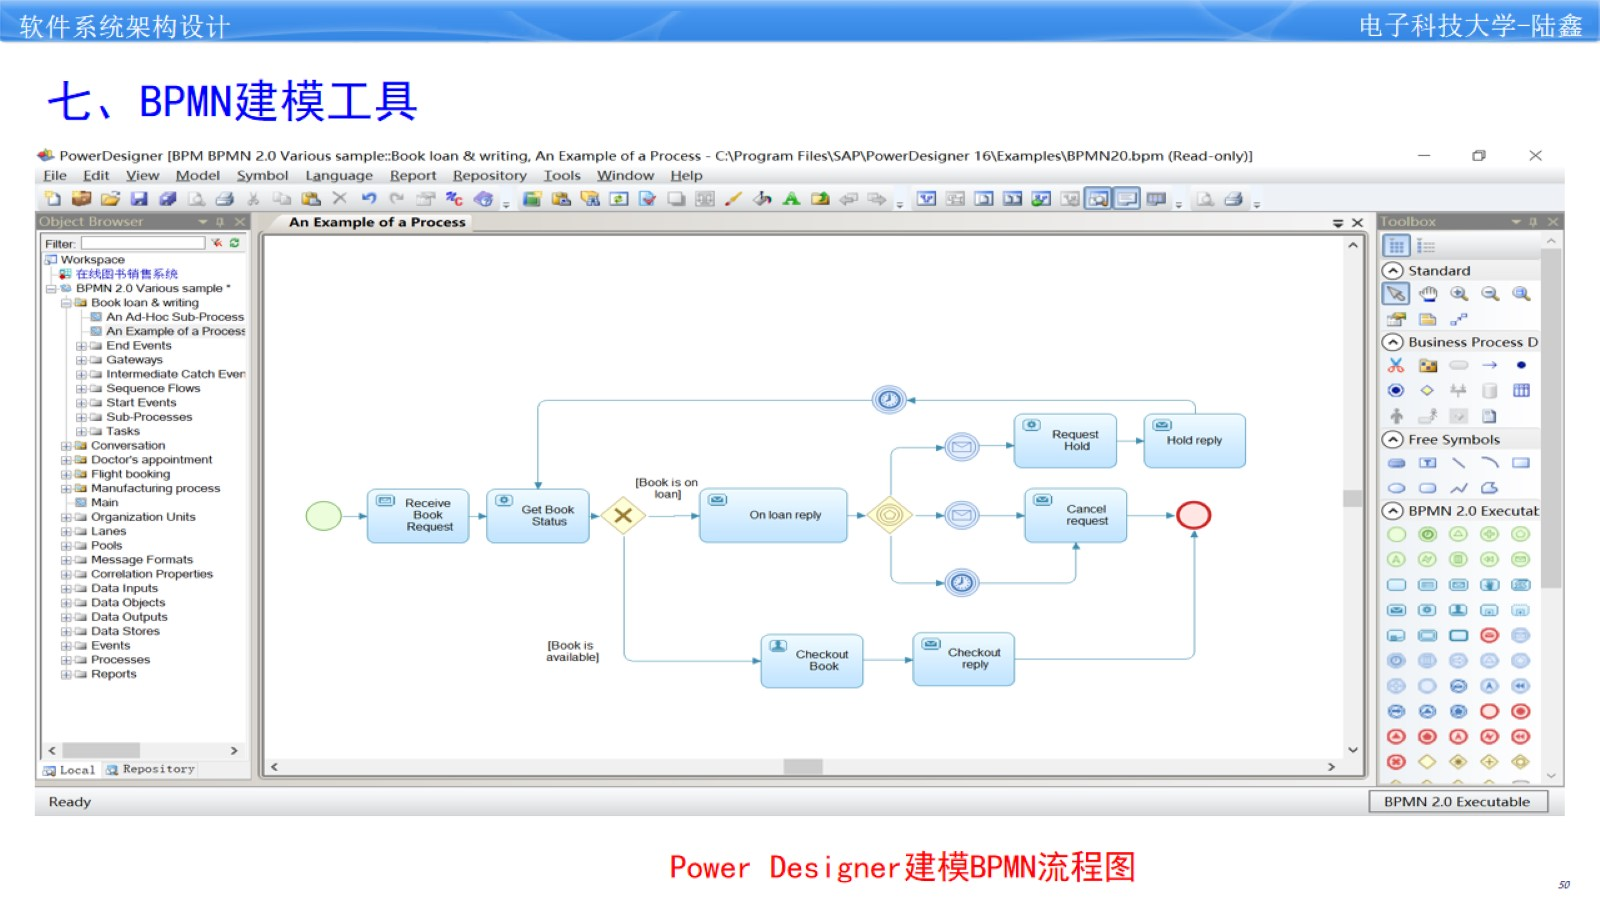 软件系统架构设计
电子科技大学-陆鑫
七、BPMN建模工具
PowerDesigner [BPM BPMN 2.0 Various sample::Book loan & writing, An Example of a Process - C:\Program Files\SAP\PowerDesigner 16\Examples\BPMN20.bpm (Read-only)]
File Edit View Model Symbol Language Report Repository Tools Window Help
Object Browser
Filter:
Workspace
在线图书销售系统
BPMN 2.0 Various sample *
Book loan & writing
An Ad-Hoc Sub-Process
An Example of a Process
End Events
Gateways
Intermediate Catch Even
Sequence Flows
Start Events
Sub-Processes
Tasks
Conversation
Doctor's appointment
Flight booking
Manufacturing process
Main
Organization Units
Lanes
Pools
Message Formats
Correlation Properties
Data Inputs
Data Objects
Data Outputs
Data Stores
Events
Processes
Reports
Local Repository
An Example of a Process
Request
Hold
Hold reply
[Book is on
loan]
Receive
Book
Request
Get Book
Status
On loan reply
Cancel
request
[Book is
available]
Checkout
Book
Checkout
reply
Toolbox
Standard
Business Process D
Free Symbols
BPMN 2.0 Executab
Ready
BPMN 2.0 Executable
Power Designer建模BPMN流程图
50